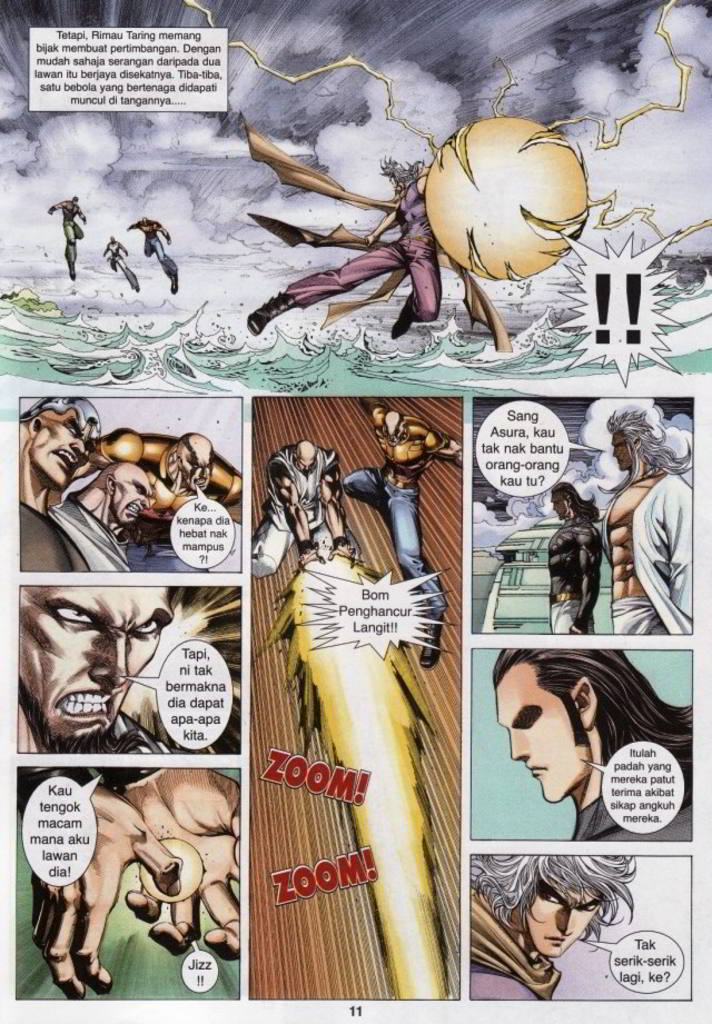 Tetapi, Rimau Taring memang
bijak membuat pertimbangan. Dengan
mudah sahaja serangan daripada dua
lawan itu berjaya disekatnya. Tiba-tiba,
satu bebola yang bertenaga didapati
muncul di tangannya.....
!!
Ke...
kenapa dia
hebat nak
mampus
?!
Tapi,
ni tak
bermakna
dia dapat
apa-apa
kita.
Kau
tengok
macam
mana aku
lawan
dia!
Jizz
!!
Bom
Penghancur
Langit!!
ZOOM!
ZOOM!
Sang
Asura, kau
tak nak bantu
orang-orang
kau tu?
Itulah
padah yang
mereka patut
terima akibat
sikap angkuh
mereka.
Tak
serik-serik
lagi, ke?
11